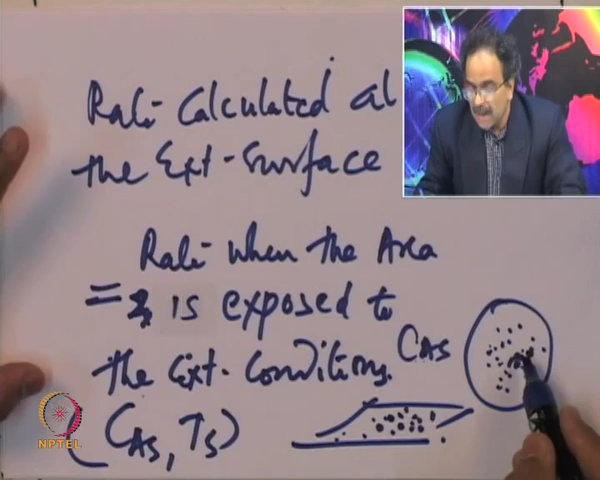 Rate Calculated at
the Ext-Surface
Rate when the Area
= is exposed to
the Ext. Conditions.
CAS
(CAS, TS)
NPTEL